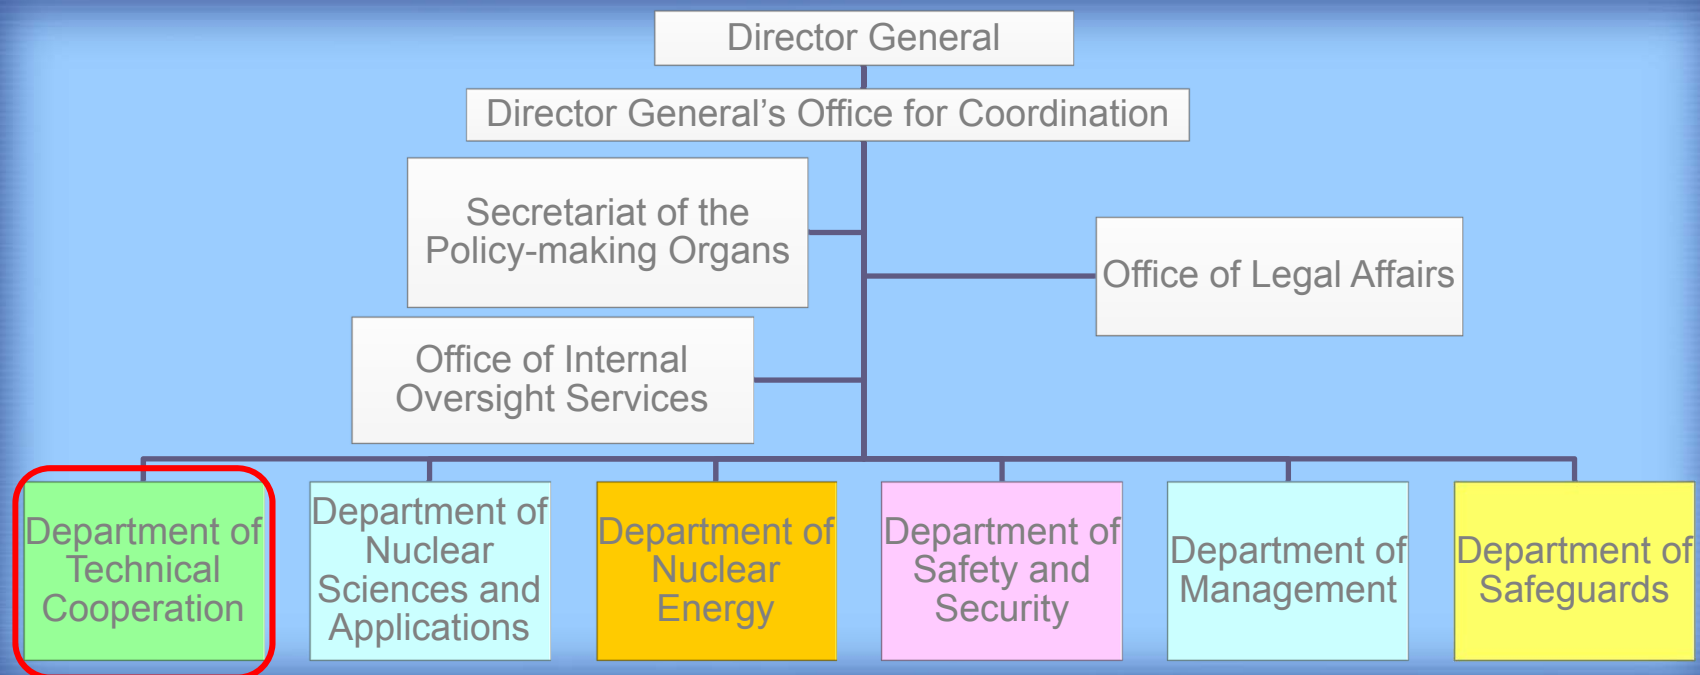 Director General
Director General’s Office for Coordination
Secretariat of the
Policy-making Organs
Office of Legal Affairs
Office of Internal
Oversight Services
Department of
Technical
Cooperation
Department of
Nuclear
Sciences and
Applications
Department of
Nuclear
Energy
Department of
Safety and
Security
Department of
Management
Department of
Safeguards